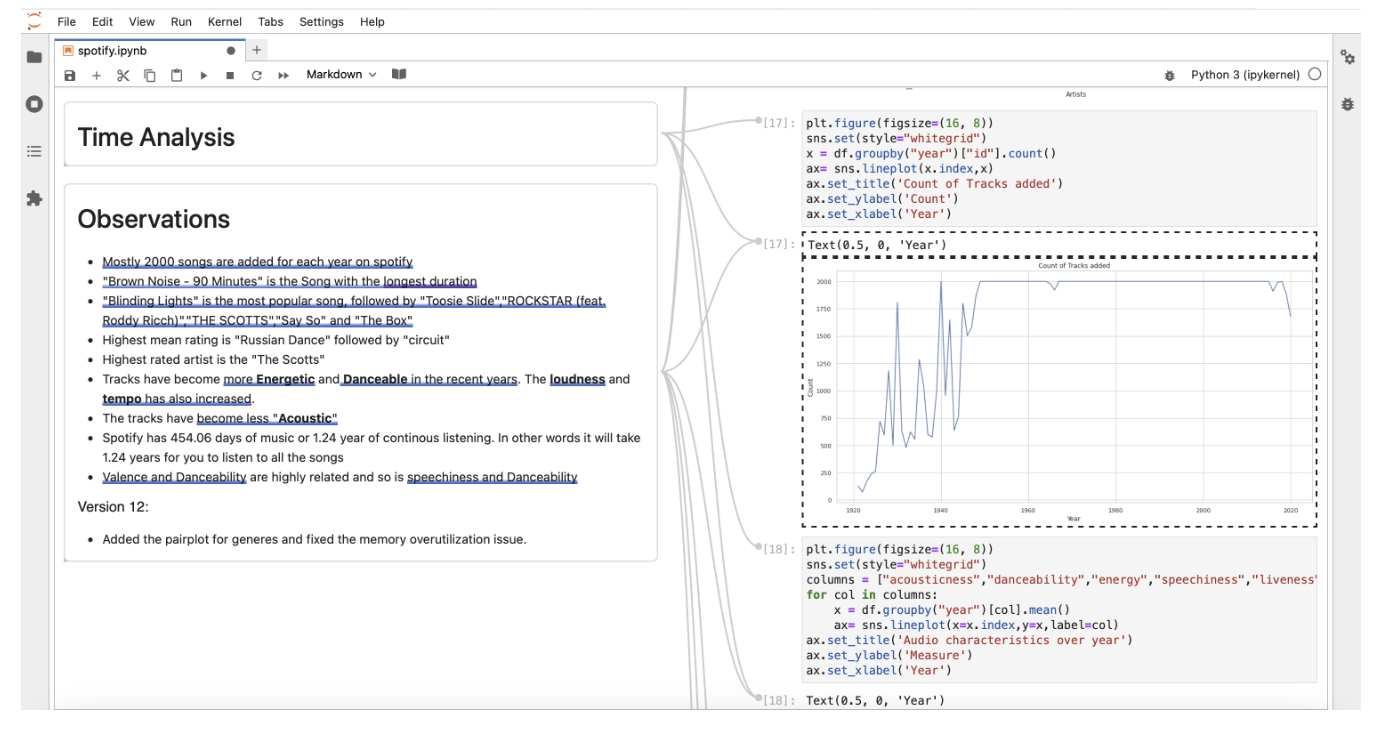 File Edit View Run Kernel Tabs Settings Help
spotify.ipynb
Markdown
Python 3 (ipykernel)
Time Analysis
Observations
Mostly 2000 songs are added for each year on spotify
"Brown Noise - 90 Minutes" is the Song with the longest duration
"Blinding Lights" is the most popular song, followed by "Toosie Slide","ROCKSTAR (feat.
Roddy Ricch)","THE SCOTTS","Say So" and "The Box"
Highest mean rating is "Russian Dance" followed by "circuit"
Highest rated artist is the "The Scotts"
Tracks have become more Energetic and Danceable in the recent years. The loudness and
tempo has also increased.
The tracks have become less "Acoustic"
Spotify has 454.06 days of music or 1.24 year of continous listening. In other words it will take
1.24 years for you to listen to all the songs
Valence and Danceability are highly related and so is speechiness and Danceability
Version 12:
Added the pairplot for generes and fixed the memory overutilization issue.
Artists
[17]: plt.figure(figsize=(16, 8))
sns.set(style="whitegrid")
x = df.groupby("year")["id"].count()
ax= sns.lineplot(x.index,x)
ax.set_title('Count of Tracks added')
ax.set_ylabel('Count')
ax.set_xlabel('Year')
[17]: Text(0.5, 0, 'Year')
Count of Tracks added
2000
1750
1500
1250
1000
750
500
250
0
Count
1920 1940 1960 1980 2000 2020
Year
[18]: plt.figure(figsize=(16, 8))
sns.set(style="whitegrid")
columns = ["acousticness","danceability","energy","speechiness","liveness"
for col in columns:
x = df.groupby("year")[col].mean()
ax= sns.lineplot(x=x.index,y=x,label=col)
ax.set_title('Audio characteristics over year')
ax.set_ylabel('Measure')
ax.set_xlabel('Year')
[18]: Text(0.5, 0, 'Year')